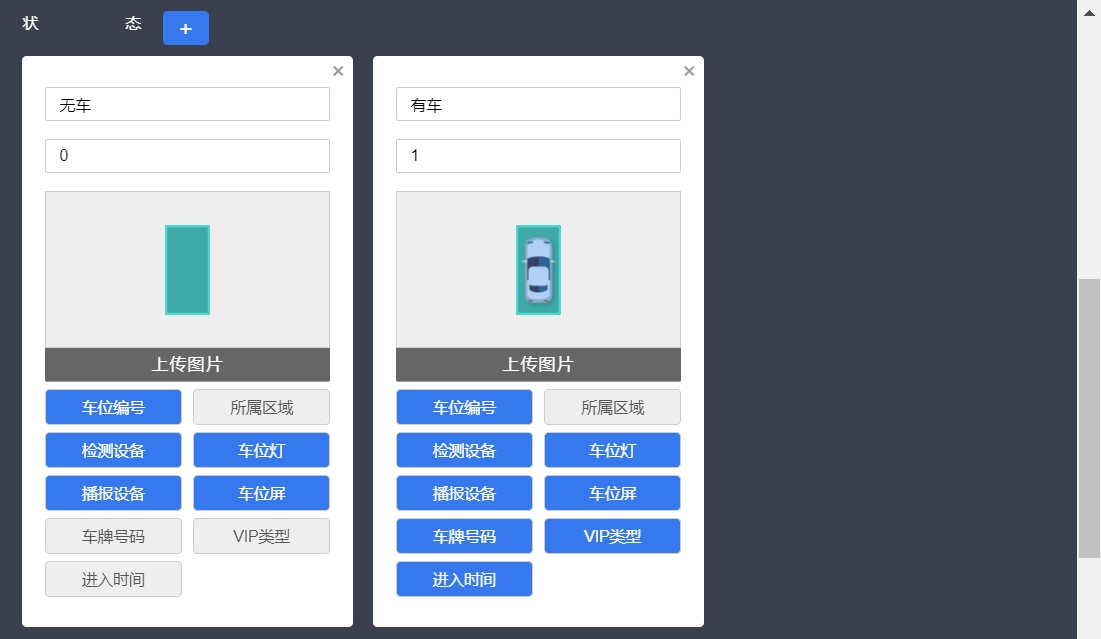 状 态 +
×
无车
0
上传图片
车位编号 所属区域
检测设备 车位灯
播报设备 车位屏
车牌号码 VIP类型
进入时间
×
有车
1
上传图片
车位编号 所属区域
检测设备 车位灯
播报设备 车位屏
车牌号码 VIP类型
进入时间